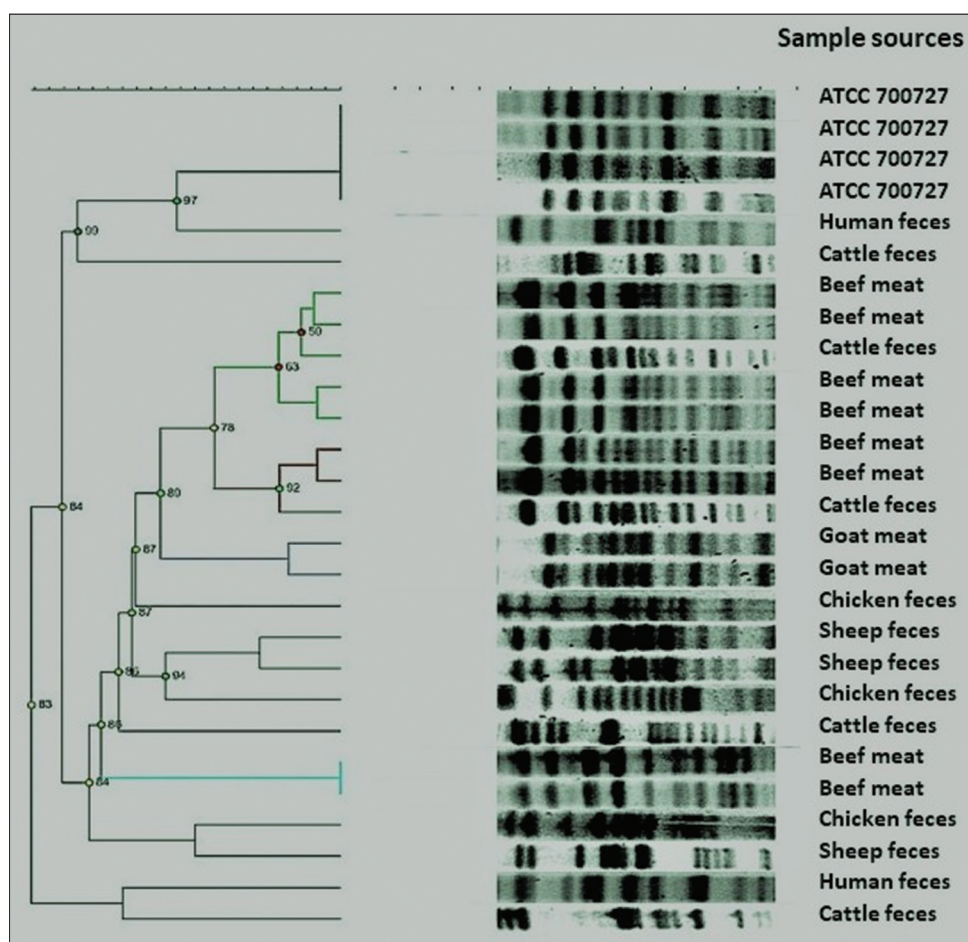 Sample sources
ATCC 700727
ATCC 700727
ATCC 700727
ATCC 700727
97
Human feces
99
Cattle feces
Beef meat
Beef meat
50
Cattle feces
63
Beef meat
Beef meat
78
Beef meat
Beef meat
92
80
Cattle feces
84
Goat meat
87
Goat meat
Chicken feces
87
Sheep feces
Sheep feces
85
94
Chicken feces
83
Cattle feces
86
Beef meat
84
Beef meat
Chicken feces
Sheep feces
Human feces
Cattle feces